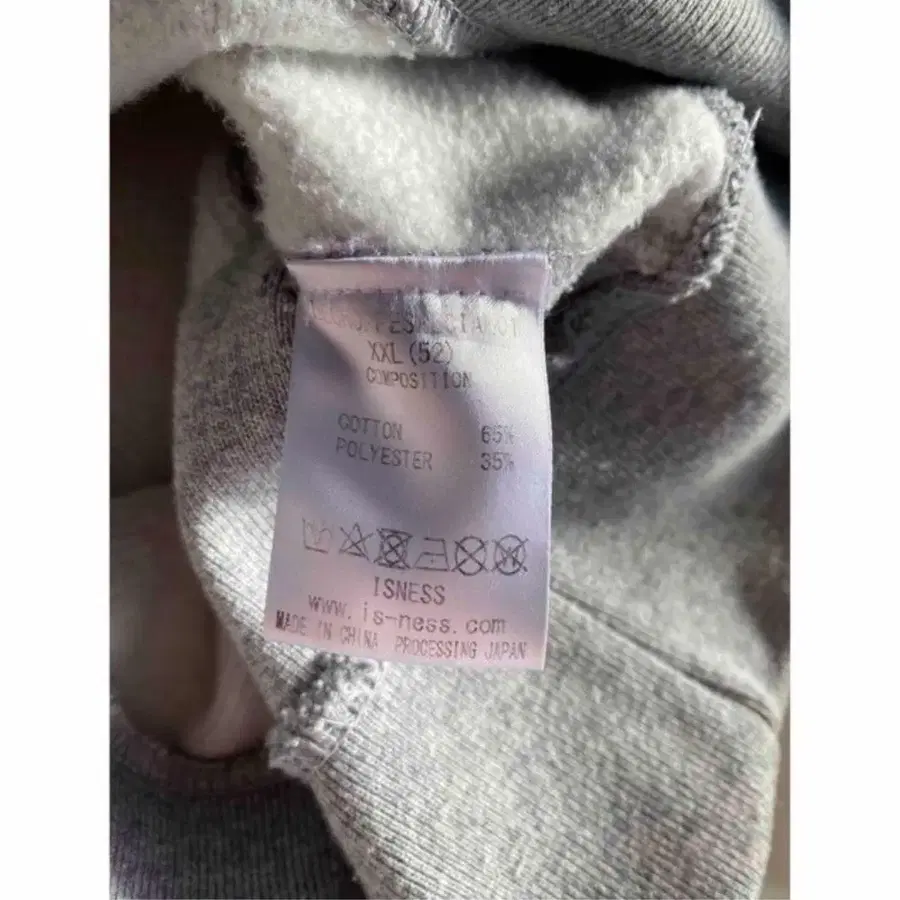 XXL(52)
COMPOSITION
COTTON 65%
POLYESTER 35%
ISNESS
www.is-ness.com
MADE IN CHINA PROCESSING JAPAN